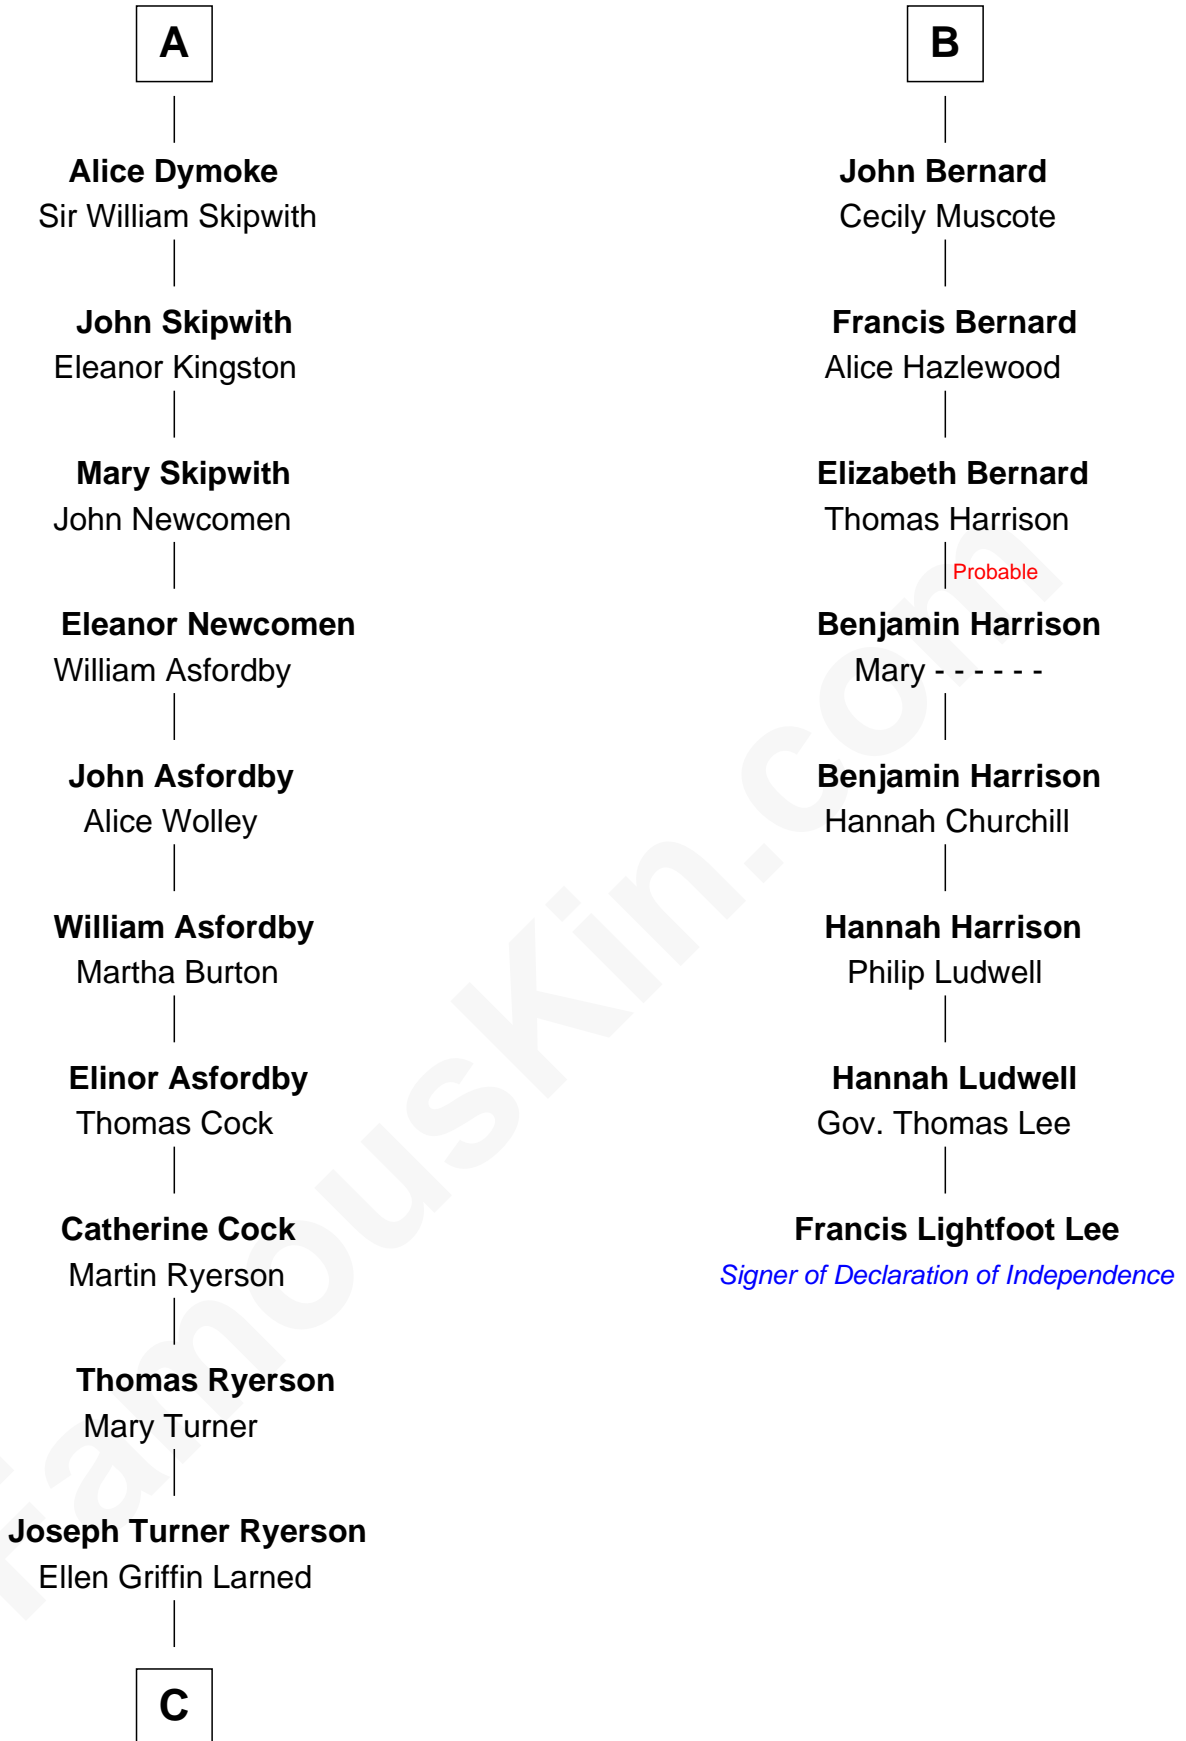 A
Alice Dymoke
Sir William Skipwith
John Skipwith
Eleanor Kingston
Mary Skipwith
John Newcomen
Eleanor Newcomen
William Asfordby
John Asfordby
Alice Wolley
William Asfordby
Martha Burton
Elinor Asfordby
Thomas Cock
Catherine Cock
Martin Ryerson
Thomas Ryerson
Mary Turner
Joseph Turner Ryerson
Ellen Griffin Larned
C
B
John Bernard
Cecily Muscote
Francis Bernard
Alice Hazlewood
Elizabeth Bernard
Thomas Harrison
Probable
Benjamin Harrison
Mary - - - - - -
Benjamin Harrison
Hannah Churchill
Hannah Harrison
Philip Ludwell
Hannah Ludwell
Gov. Thomas Lee
Francis Lightfoot Lee
Signer of Declaration of Independence
FamousKin.com